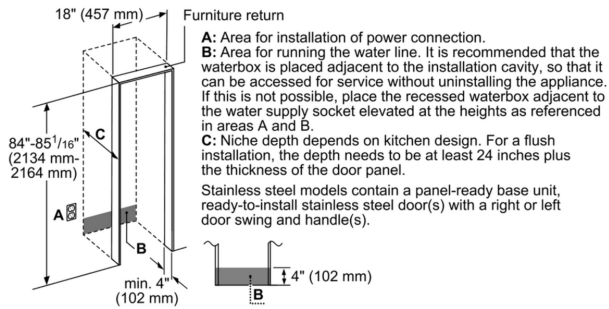 18" (457 mm)
Furniture return
A: Area for installation of power connection.
B: Area for running the water line. It is recommended that the
waterbox is placed adjacent to the installation cavity, so that it
can be accessed for service without uninstalling the appliance.
If this is not possible, place the recessed waterbox adjacent to
the water supply socket elevated at the heights as referenced
in areas A and B.
C: Niche depth depends on kitchen design. For a flush
installation, the depth needs to be at least 24 inches plus
the thickness of the door panel.
Stainless steel models contain a panel-ready base unit,
ready-to-install stainless steel door(s) with a right or left
door swing and handle(s).
C
84"-85 1/16"
(2134 mm-
2164 mm)
A
B
min. 4"
(102 mm)
4" (102 mm)
B